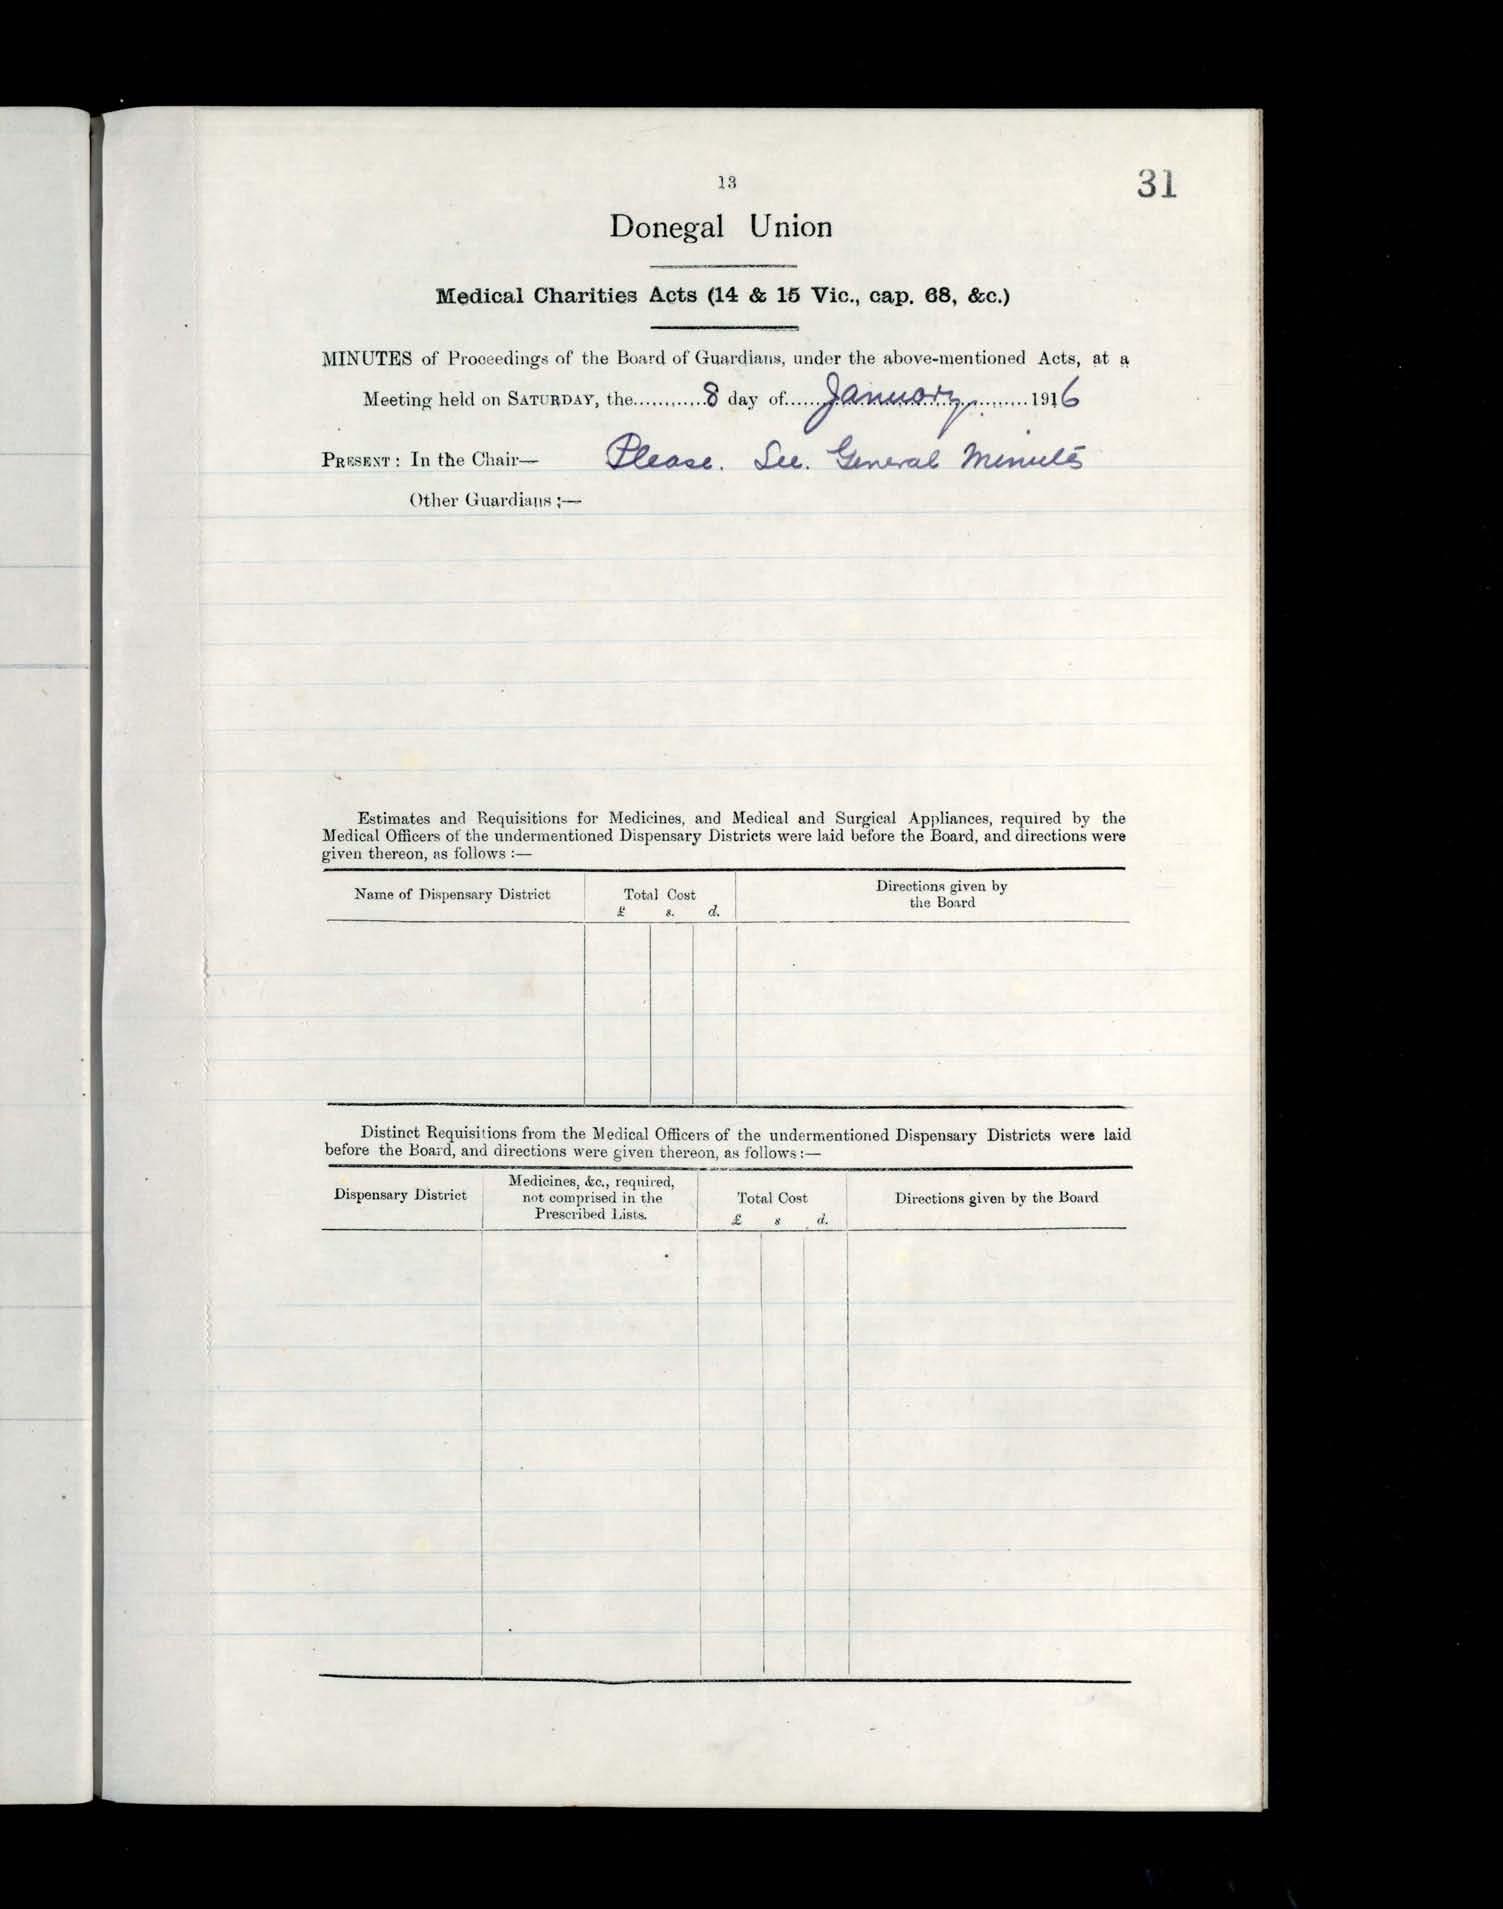 13
31
Donegal Union
Medical Charities Acts (14 & 15 Vic., cap. 68, &c.)
MINUTES of Proceedings of the Board of Guardians, under the above-mentioned Acts, at a
Meeting held on SATURDAY, the............8 day of......January............1916
PRESENT : In the Chair— Please. See. General Minutes
Other Guardians ;—
Estimates and Requisitions for Medicines, and Medical and Surgical Appliances, required by the
Medical Officers of the undermentioned Dispensary Districts were laid before the Board, and directions were
given thereon, as follows :—
Name of Dispensary District
Total Cost
£ s. d.
Directions given by
the Board
Distinct Requisitions from the Medical Officers of the undermentioned Dispensary Districts were laid
before the Board, and directions were given thereon, as follows :—
Dispensary District
Medicines, &c., required,
not comprised in the
Prescribed Lists.
Total Cost
£ s d.
Directions given by the Board